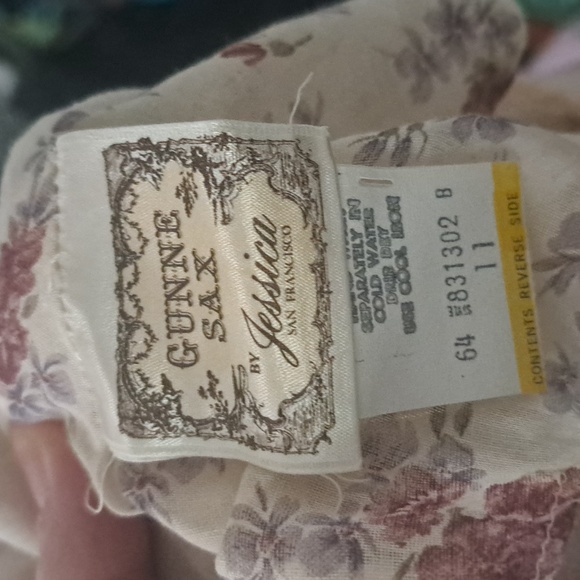 GUNNE
SAX
BY Jessica
SAN FRANCISCO
SEPARATELY IN
COLD WATER
DRIP DRY
USE COOL IRON
64 831302 B
11
CONTENTS REVERSE SIDE